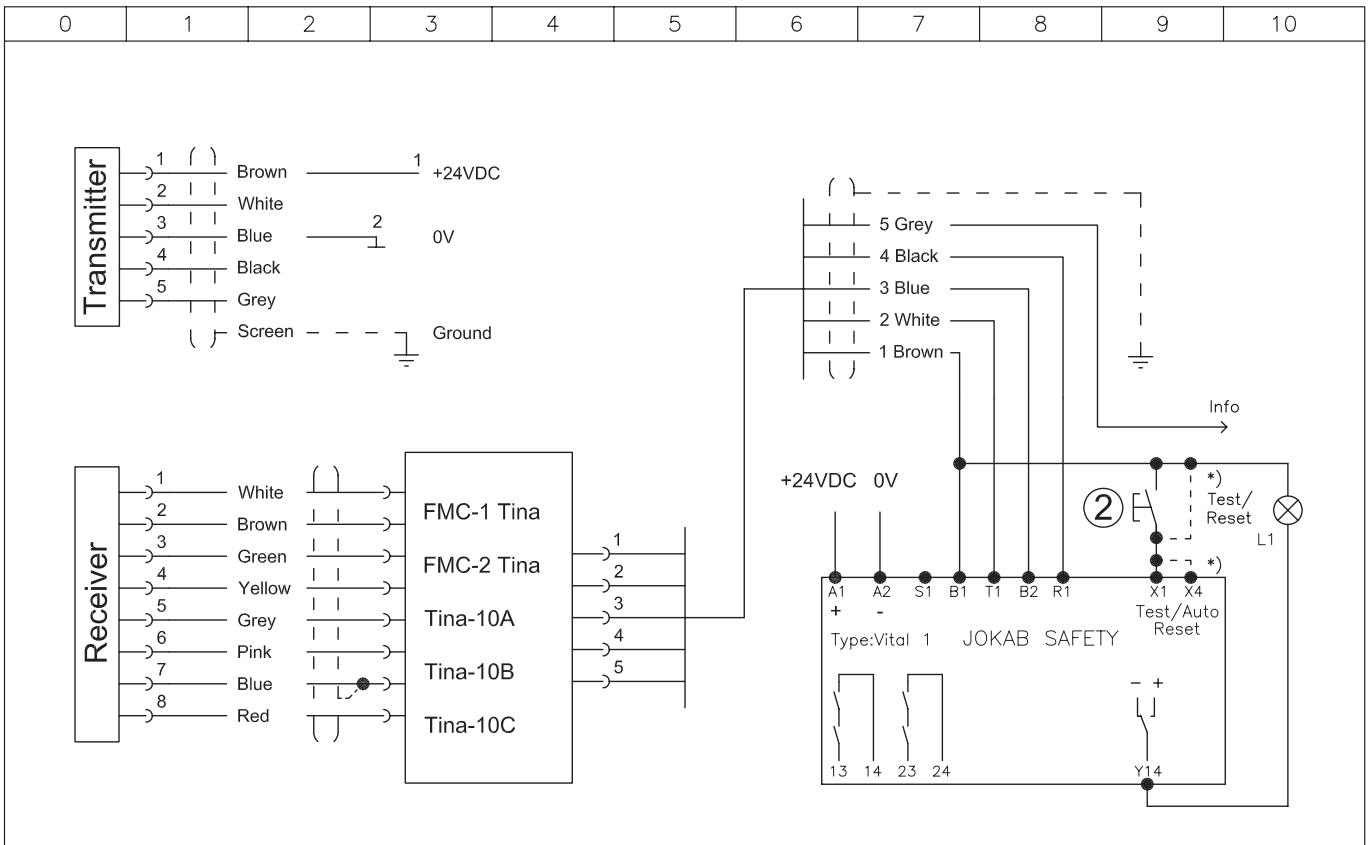 0 1 2 3 4 5 6 7 8 9 10
Transmitter
1 Brown 1 +24VDC
2 White
3 Blue 2 0V
4 Black
5 Grey
Screen Ground
Receiver
1 White
2 Brown
3 Green
4 Yellow
5 Grey
6 Pink
7 Blue
8 Red
FMC-1 Tina
FMC-2 Tina
Tina-10A
Tina-10B
Tina-10C
1
2
3
4
5
5 Grey
4 Black
3 Blue
2 White
1 Brown
Info
+24VDC 0V
2
*)
Test/
Reset
L1
*)
A1 A2 S1 B1 T1 B2 R1 X1 X4
+ -
Test/Auto
Reset
Type:Vital 1 JOKAB SAFETY
- +
13 14 23 24 Y14